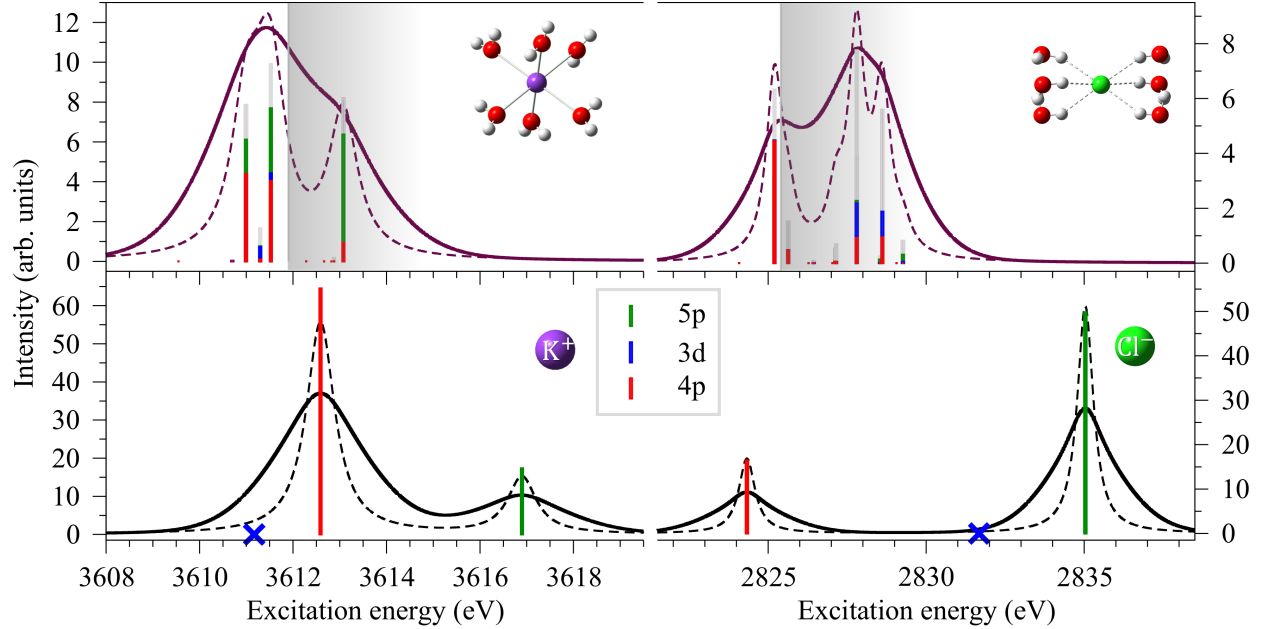 12
10
8
6
4
2
0
8
6
4
2
0
Intensity (arb. units)
60
50
40
30
20
10
0
K⁺
5p
3d
4p
Cl⁻
50
40
30
20
10
0
3608 3610 3612 3614 3616 3618
2825 2830 2835
Excitation energy (eV) Excitation energy (eV)